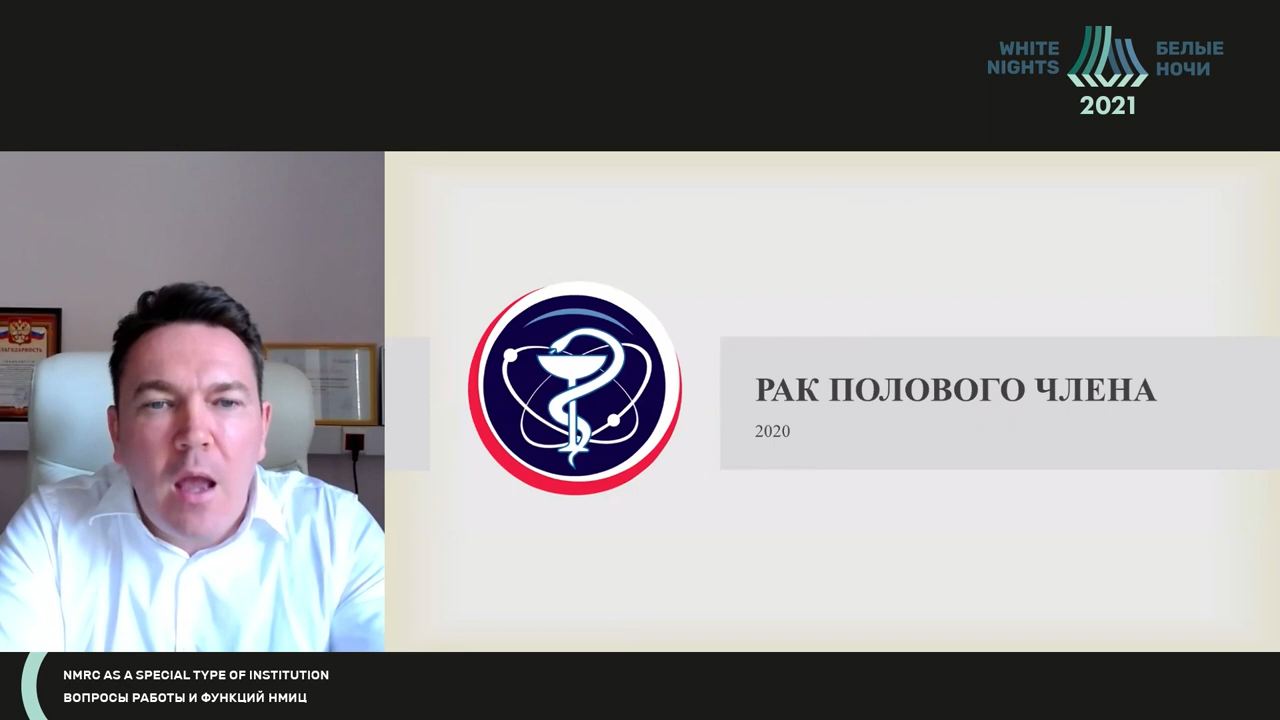 WHITE
NIGHTS
БЕЛЫЕ
НОЧИ
2021
БЛАГОДАРНОСТЬ
РАК ПОЛОВОГО ЧЛЕНА
2020
NMRC AS A SPECIAL TYPE OF INSTITUTION
ВОПРОСЫ РАБОТЫ И ФУНКЦИЙ НМИЦ